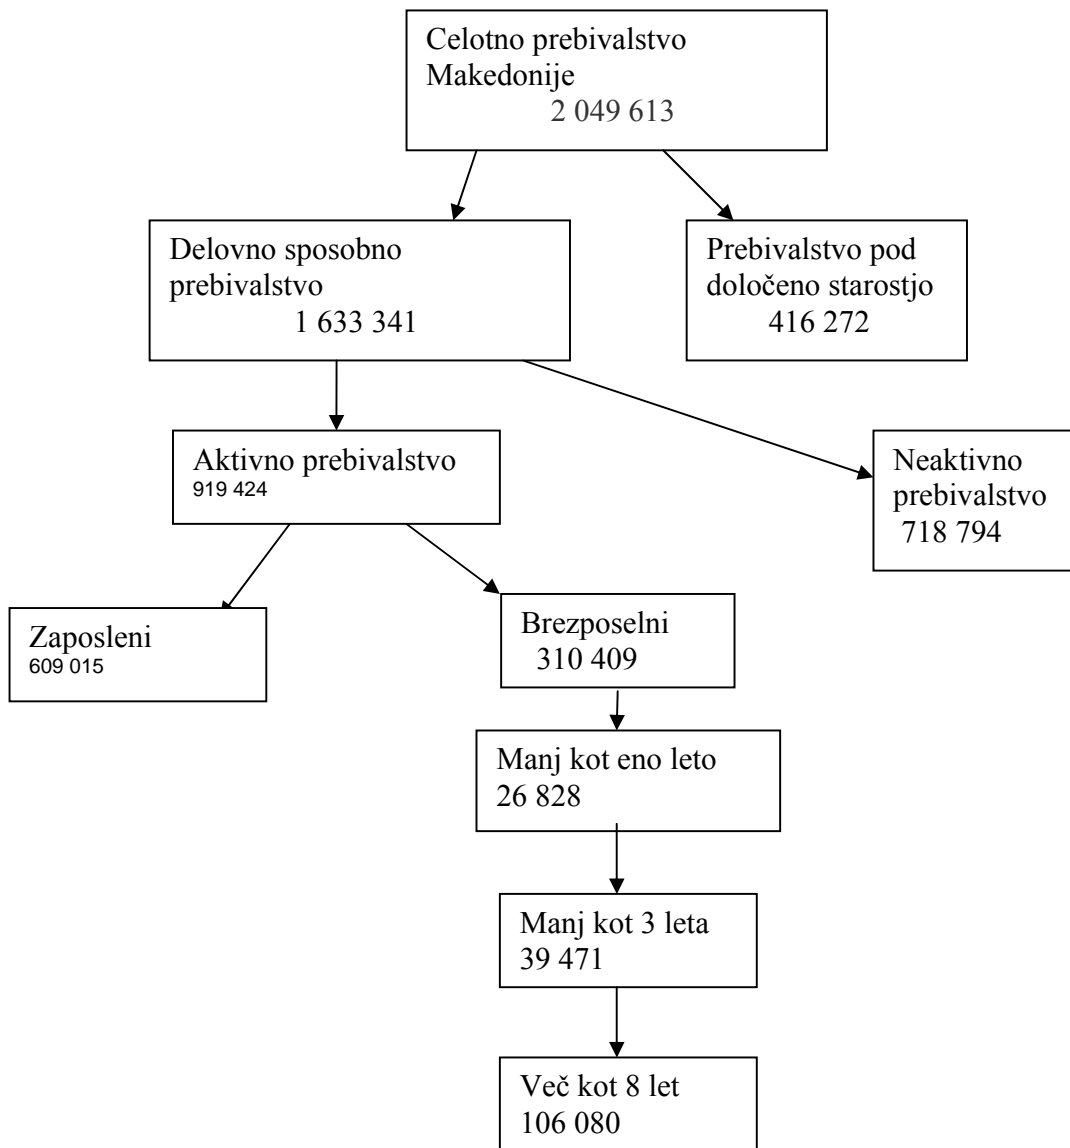 Celotno prebivalstvo
Makedonije
2 049 613
Delovno sposobno
prebivalstvo
1 633 341
Prebivalstvo pod
določeno starostjo
416 272
Aktivno prebivalstvo
919 424
Neaktivno
prebivalstvo
718 794
Zaposleni
609 015
Brezposelni
310 409
Manj kot eno leto
26 828
Manj kot 3 leta
39 471
Več kot 8 let
106 080